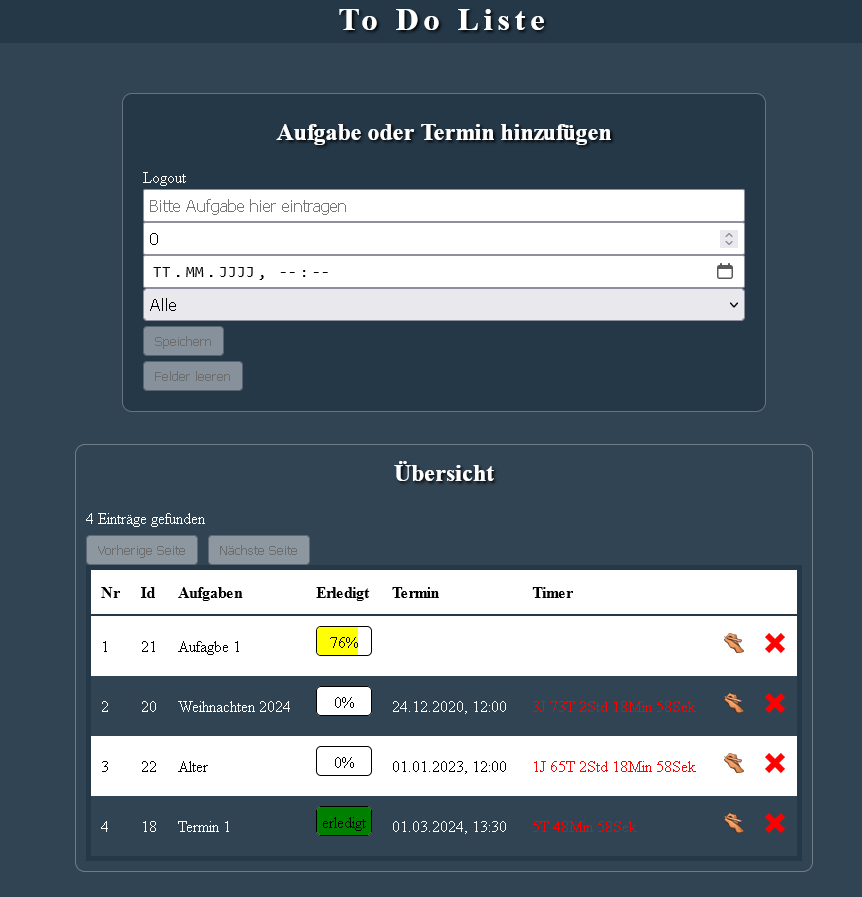 To Do Liste
Aufgabe oder Termin hinzufügen
Logout
Bitte Aufgabe hier eintragen
0
TT.MM.JJJJ, --:--
Alle
Speichern
Felder leeren
Übersicht
4 Einträge gefunden
Vorherige Seite Nächste Seite
Nr Id Aufgaben Erledigt Termin Timer
1 21 Aufagbe 1 76%
2 20 Weihnachten 2024 0% 24.12.2020, 12:00 3J 73T 2Std 18Min 58Sek
3 22 Alter 0% 01.01.2023, 12:00 1J 65T 2Std 18Min 58Sek
4 18 Termin 1 erledigt 01.03.2024, 13:30 5T 48Min 58Sek